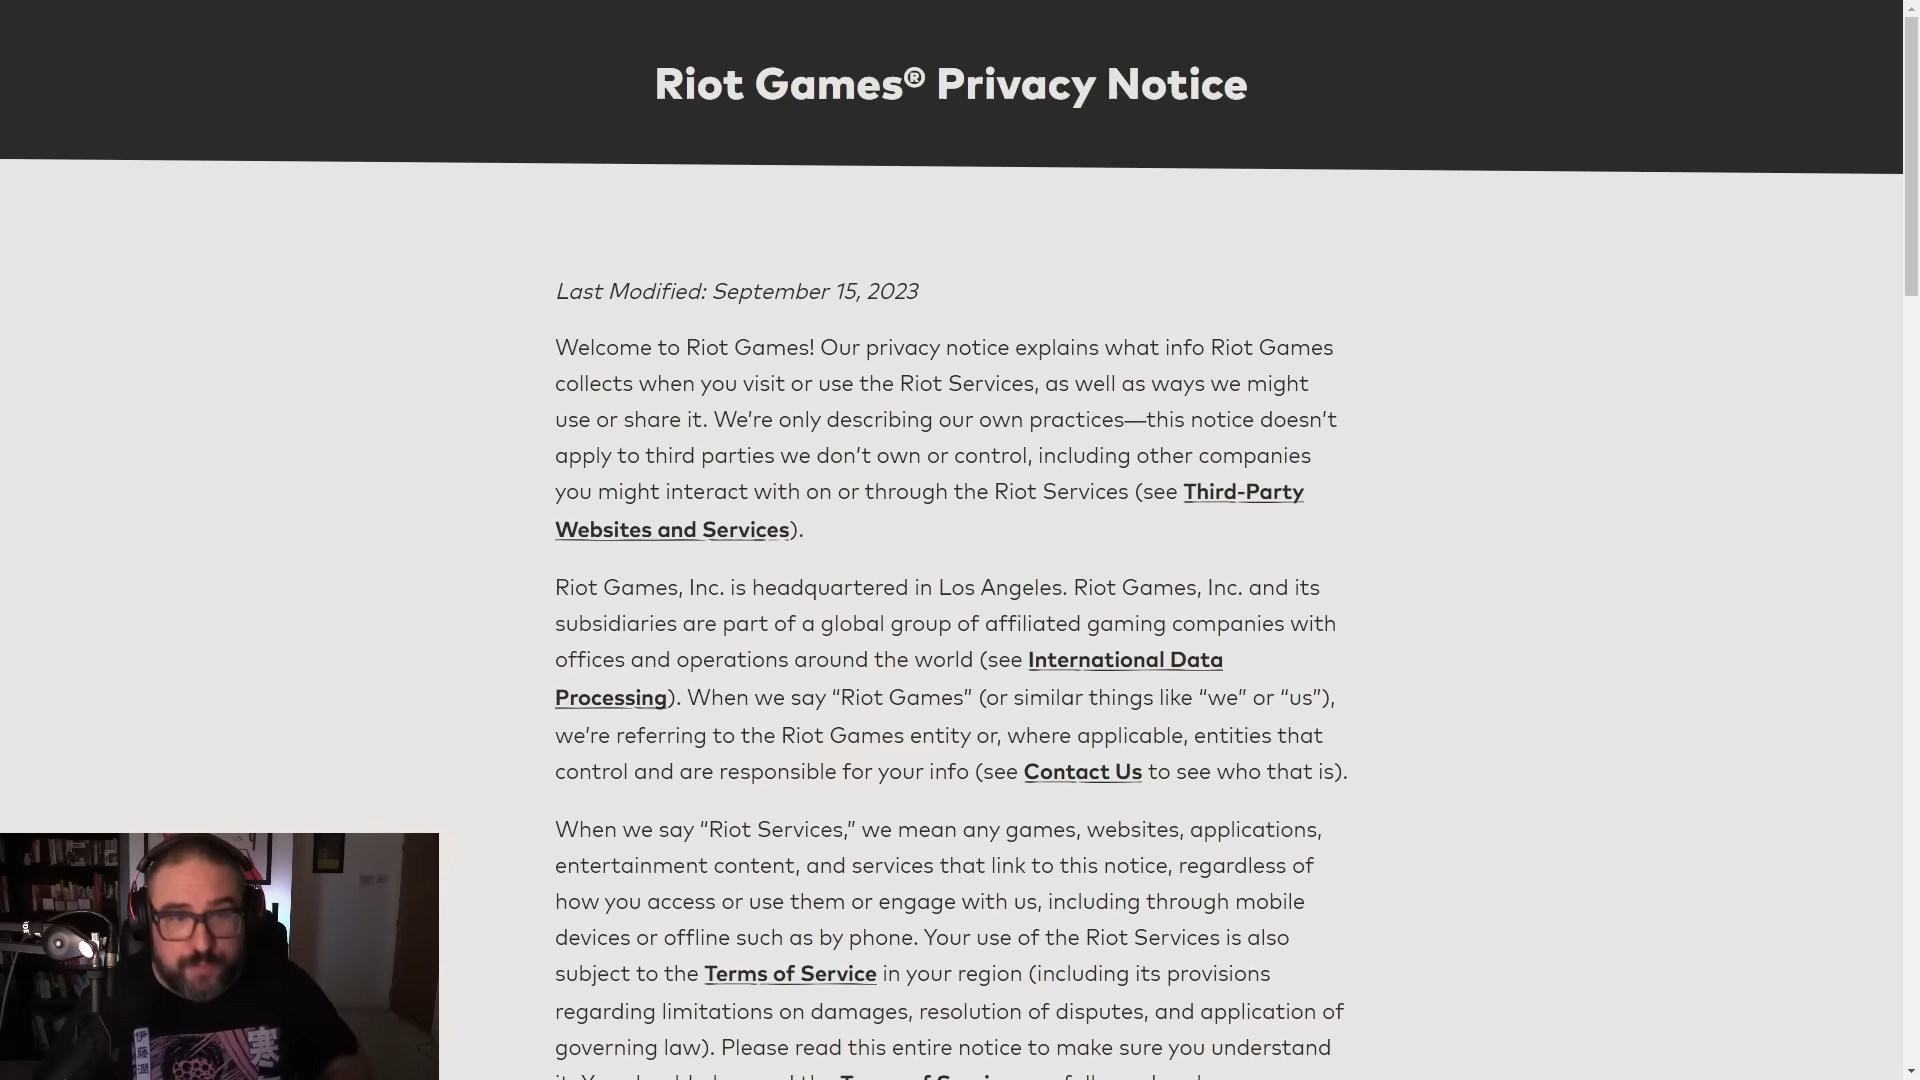 Riot Games® Privacy Notice
Last Modified: September 15, 2023
Welcome to Riot Games! Our privacy notice explains what info Riot Games
collects when you visit or use the Riot Services, as well as ways we might
use or share it. We’re only describing our own practices—this notice doesn’t
apply to third parties we don’t own or control, including other companies
you might interact with on or through the Riot Services (see Third-Party
Websites and Services).
Riot Games, Inc. is headquartered in Los Angeles. Riot Games, Inc. and its
subsidiaries are part of a global group of affiliated gaming companies with
offices and operations around the world (see International Data
Processing). When we say “Riot Games” (or similar things like “we” or “us”),
we’re referring to the Riot Games entity or, where applicable, entities that
control and are responsible for your info (see Contact Us to see who that is).
When we say “Riot Services,” we mean any games, websites, applications,
entertainment content, and services that link to this notice, regardless of
how you access or use them or engage with us, including through mobile
devices or offline such as by phone. Your use of the Riot Services is also
subject to the Terms of Service in your region (including its provisions
regarding limitations on damages, resolution of disputes, and application of
governing law). Please read this entire notice to make sure you understand
伊藤潤
寒